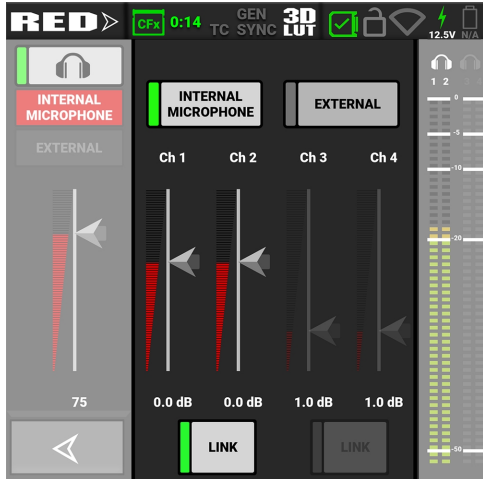 RED
CFx 0:14 GEN 3D
TC SYNC LUT
12.5V N/A
INTERNAL
MICROPHONE
EXTERNAL
75
INTERNAL
MICROPHONE
EXTERNAL
Ch 1 Ch 2 Ch 3 Ch 4
0.0 dB 0.0 dB 1.0 dB 1.0 dB
LINK
LINK
1 2 1 2
0
-5
-10
-20
-50